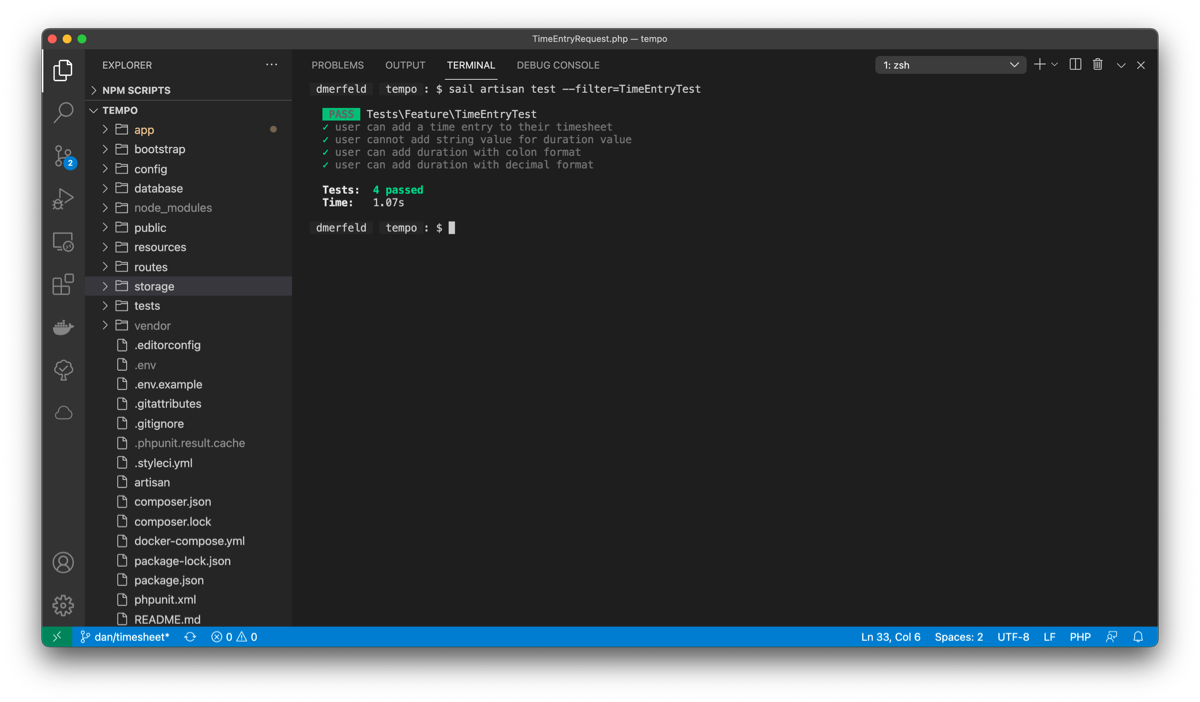 TimeEntryRequest.php — tempo
EXPLORER
NPM SCRIPTS
TEMPO
app
bootstrap
config
database
node_modules
public
resources
routes
storage
tests
vendor
.editorconfig
.env
.env.example
.gitattributes
.gitignore
.phpunit.result.cache
.styleci.yml
artisan
composer.json
composer.lock
docker-compose.yml
package-lock.json
package.json
phpunit.xml
README.md
2
PROBLEMS OUTPUT TERMINAL DEBUG CONSOLE
1: zsh
dmerfeld tempo : $ sail artisan test --filter=TimeEntryTest
PASS Tests\Feature\TimeEntryTest
✓ user can add a time entry to their timesheet
✓ user cannot add string value for duration value
✓ user can add duration with colon format
✓ user can add duration with decimal format
Tests: 4 passed
Time: 1.07s
dmerfeld tempo : $
dan/timesheet* 0 0 Ln 33, Col 6 Spaces: 2 UTF-8 LF PHP